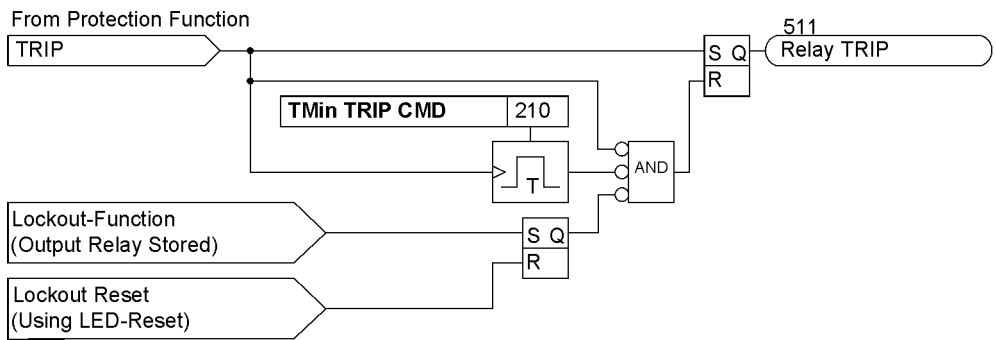 From Protection Function
TRIP
511
S Q
R
Relay TRIP
TMin TRIP CMD 210
T
AND
Lockout-Function
(Output Relay Stored)
S Q
R
Lockout Reset
(Using LED-Reset)